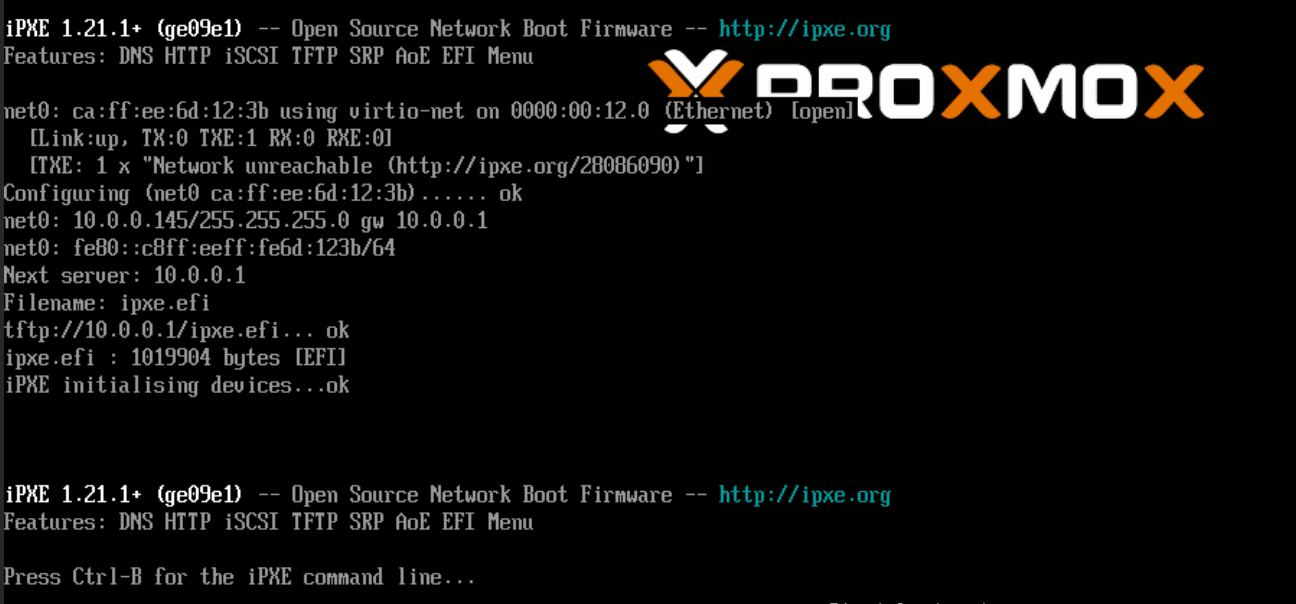 iPXE 1.21.1+ (ge09e1) -- Open Source Network Boot Firmware -- http://ipxe.org
Features: DNS HTTP iSCSI TFTP SRP AoE EFI Menu
PROXMOX
net0: ca:ff:ee:6d:12:3b using virtio-net on 0000:00:12.0 (Ethernet) [open]
[Link:up, TX:0 TXE:1 RX:0 RXE:0]
[TXE: 1 x "Network unreachable (http://ipxe.org/28086090)"]
Configuring (net0 ca:ff:ee:6d:12:3b)...... ok
net0: 10.0.0.145/255.255.255.0 gw 10.0.0.1
net0: fe80::c8ff:eeff:fe6d:123b/64
Next server: 10.0.0.1
Filename: ipxe.efi
tftp://10.0.0.1/ipxe.efi... ok
ipxe.efi : 1019904 bytes [EFI]
iPXE initialising devices...ok
iPXE 1.21.1+ (ge09e1) -- Open Source Network Boot Firmware -- http://ipxe.org
Features: DNS HTTP iSCSI TFTP SRP AoE EFI Menu
Press Ctrl-B for the iPXE command line...